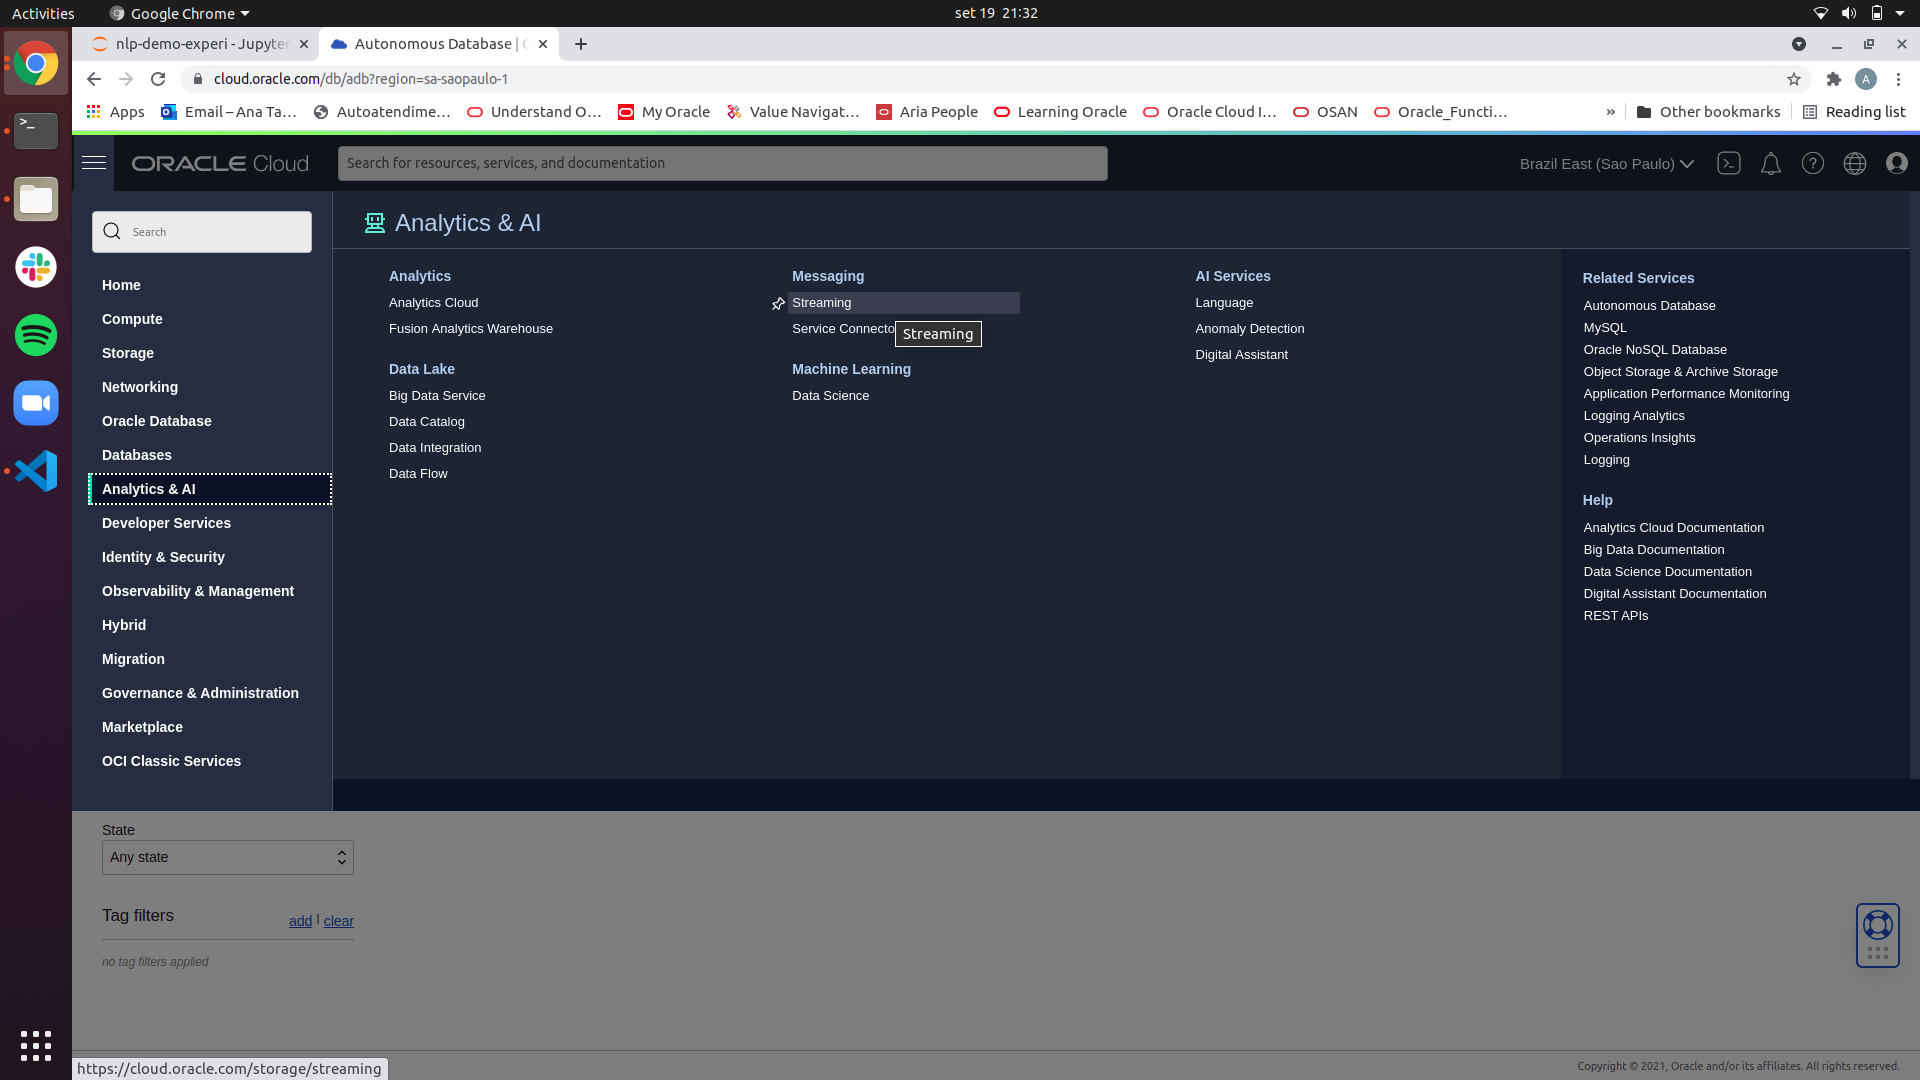 Activities
Google Chrome
set 19 21:32
nlp-demo-experi - Jupyter
Autonomous Database |
cloud.oracle.com/db/adb?region=sa-saopaulo-1
A
Apps
Email – Ana Ta…
Autoatendime…
Understand O…
My Oracle
Value Navigat…
Aria People
Learning Oracle
Oracle Cloud I…
OSAN
Oracle_Functi…
»
Other bookmarks
Reading list
ORACLE Cloud
Search for resources, services, and documentation
Brazil East (Sao Paulo)
Search
Home
Compute
Storage
Networking
Oracle Database
Databases
Analytics & AI
Developer Services
Identity & Security
Observability & Management
Hybrid
Migration
Governance & Administration
Marketplace
OCI Classic Services
Analytics & AI
Analytics
Analytics Cloud
Fusion Analytics Warehouse
Data Lake
Big Data Service
Data Catalog
Data Integration
Data Flow
Messaging
Streaming
Service Connecto
Streaming
Machine Learning
Data Science
AI Services
Language
Anomaly Detection
Digital Assistant
Related Services
Autonomous Database
MySQL
Oracle NoSQL Database
Object Storage & Archive Storage
Application Performance Monitoring
Logging Analytics
Operations Insights
Logging
Help
Analytics Cloud Documentation
Big Data Documentation
Data Science Documentation
Digital Assistant Documentation
REST APIs
State
Any state
Tag filters
add | clear
no tag filters applied
https://cloud.oracle.com/storage/streaming
Copyright © 2021, Oracle and/or its affiliates. All rights reserved.